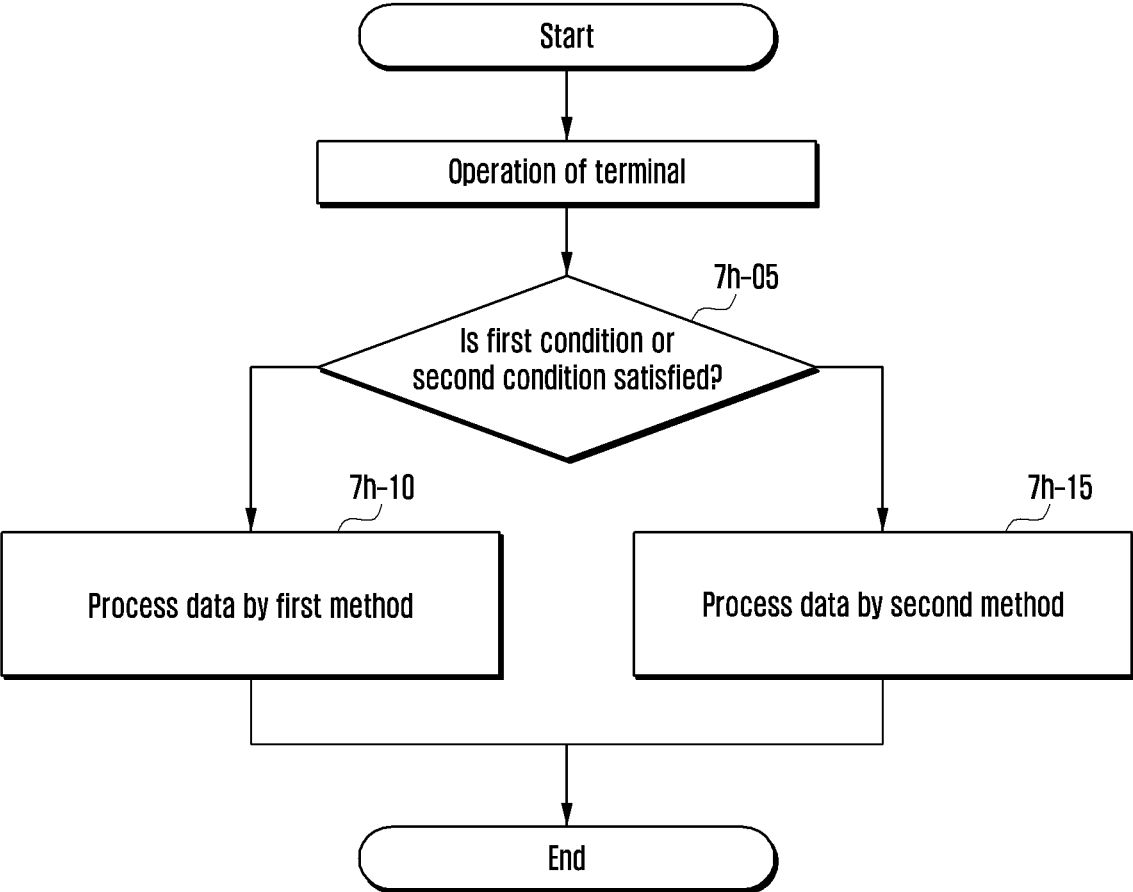 Start
Operation of terminal
7h-05
Is first condition or
second condition satisfied?
7h-10
7h-15
Process data by first method
Process data by second method
End